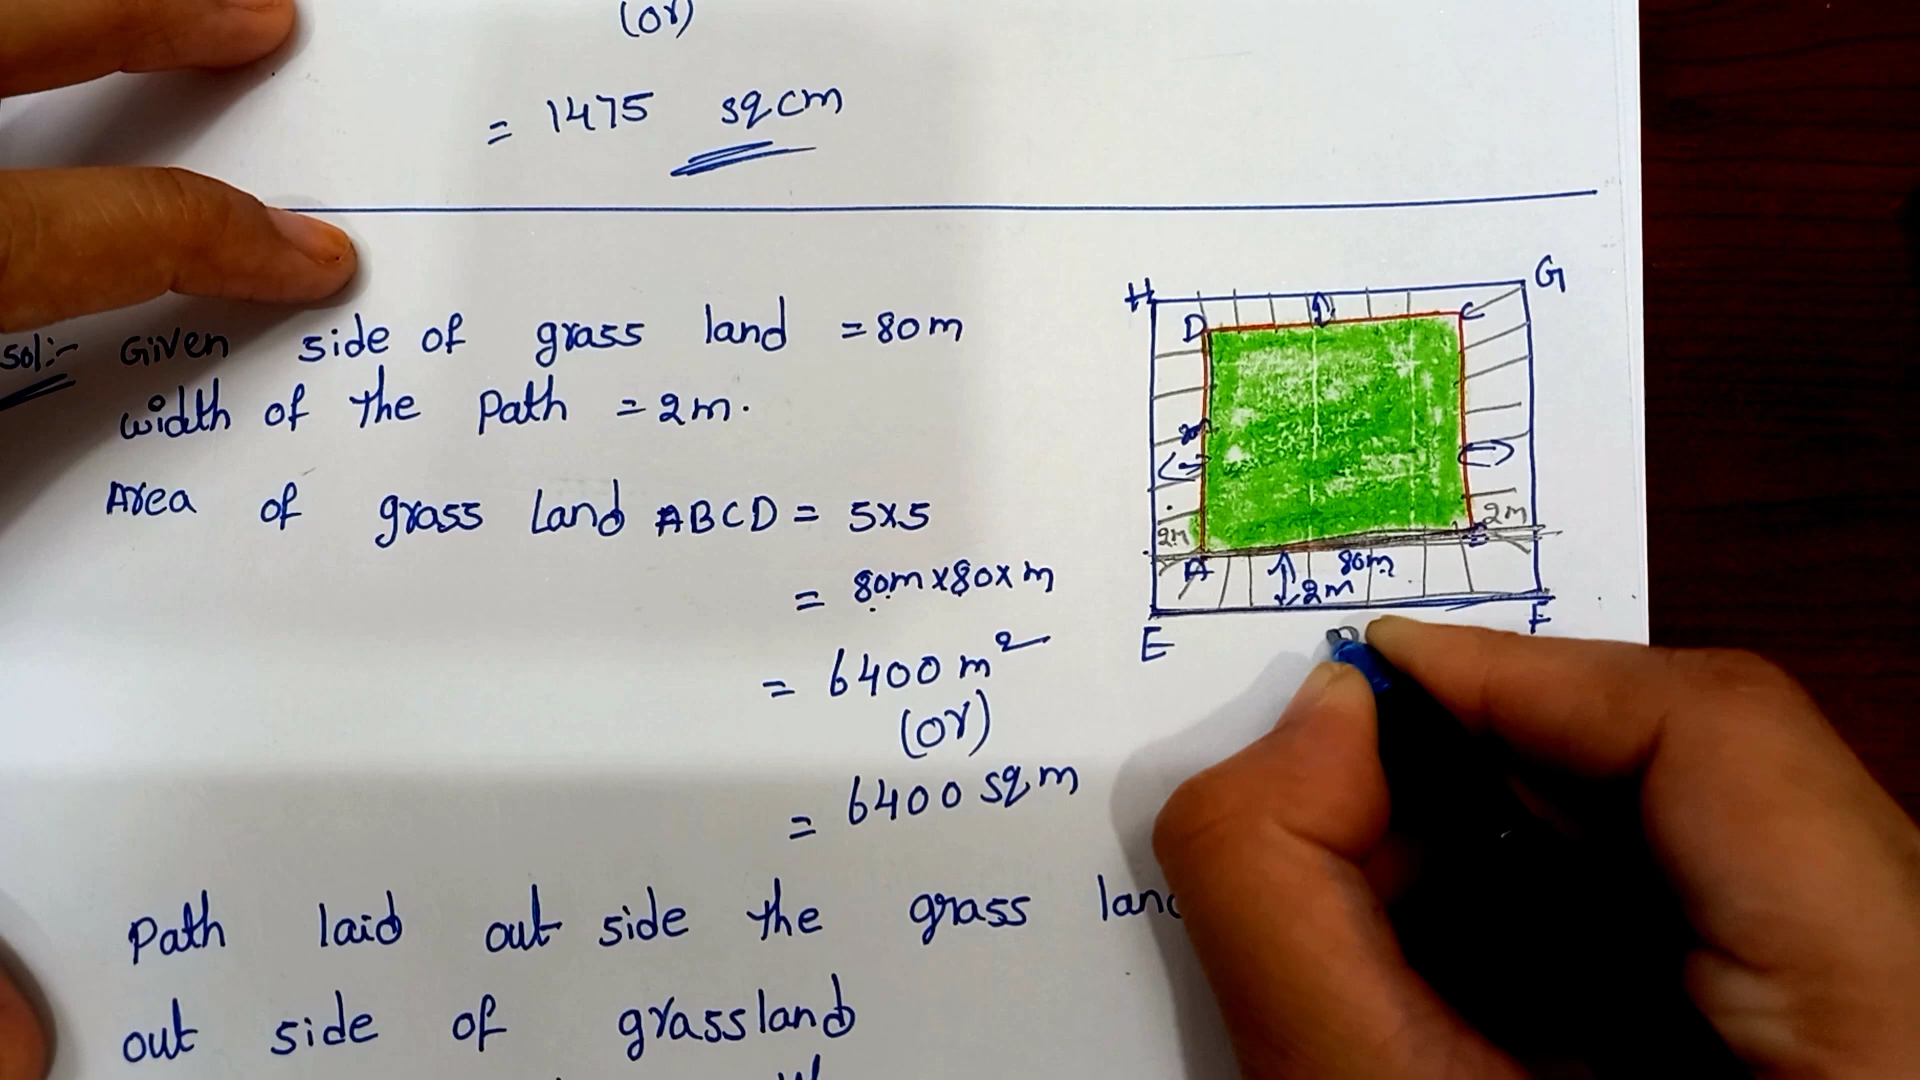 (or)
= 1475 sq cm
Sol:- Given side of grass land = 80m
width of the Path = 2m.
Area of grass land ABCD = 5x5
= 80m x 80x m
= 6400 m²
(or)
= 6400 sq m
Path laid out side the grass land
out side of grassland
H
G
D
C
2m
2m
A
80m
2m
E
F